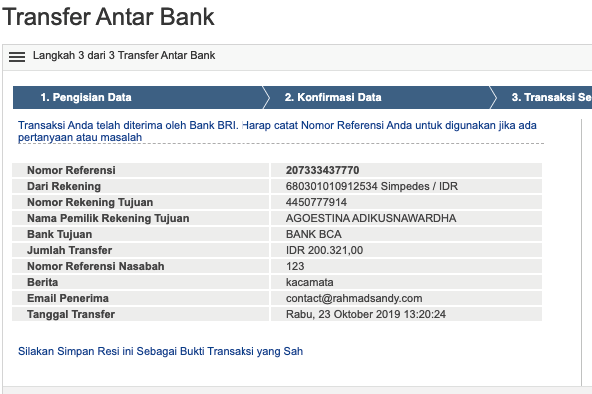 Transfer Antar Bank
Langkah 3 dari 3 Transfer Antar Bank
1. Pengisian Data
2. Konfirmasi Data
3. Transaksi Se
Transaksi Anda telah diterima oleh Bank BRI. Harap catat Nomor Referensi Anda untuk digunakan jika ada
pertanyaan atau masalah
Nomor Referensi 207333437770
Dari Rekening 680301010912534 Simpedes / IDR
Nomor Rekening Tujuan 4450777914
Nama Pemilik Rekening Tujuan AGOESTINA ADIKUSNAWARDHA
Bank Tujuan BANK BCA
Jumlah Transfer IDR 200.321,00
Nomor Referensi Nasabah 123
Berita kacamata
Email Penerima contact@rahmadsandy.com
Tanggal Transfer Rabu, 23 Oktober 2019 13:20:24
Silakan Simpan Resi ini Sebagai Bukti Transaksi yang Sah